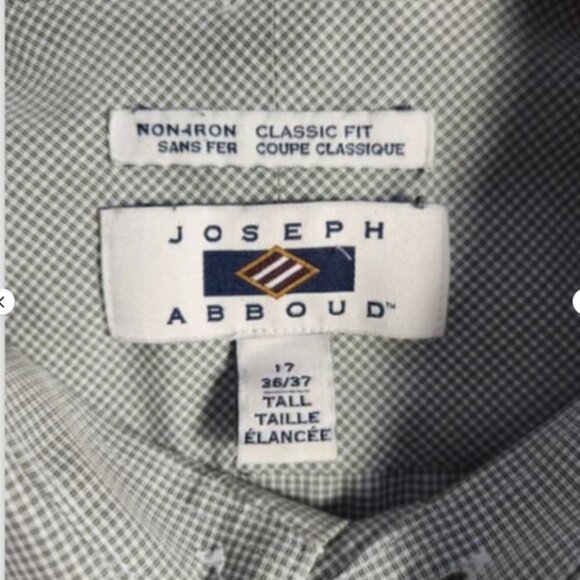 NON-IRON CLASSIC FIT
SANS FER COUPE CLASSIQUE
JOSEPH
ABBOUD™
17
36/37
TALL
TAILLE
ÉLANCÉE